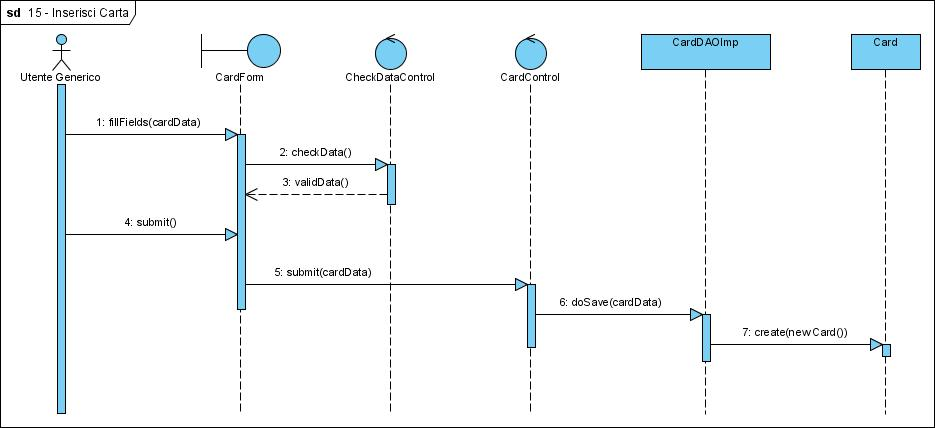 sd 15 - Inserisci Carta
Utente Generico
CardForm
CheckDataControl
CardControl
CardDAOImp
Card
1: fillFields(cardData)
2: checkData()
3: validData()
4: submit()
5: submit(cardData)
6: doSave(cardData)
7: create(newCard())